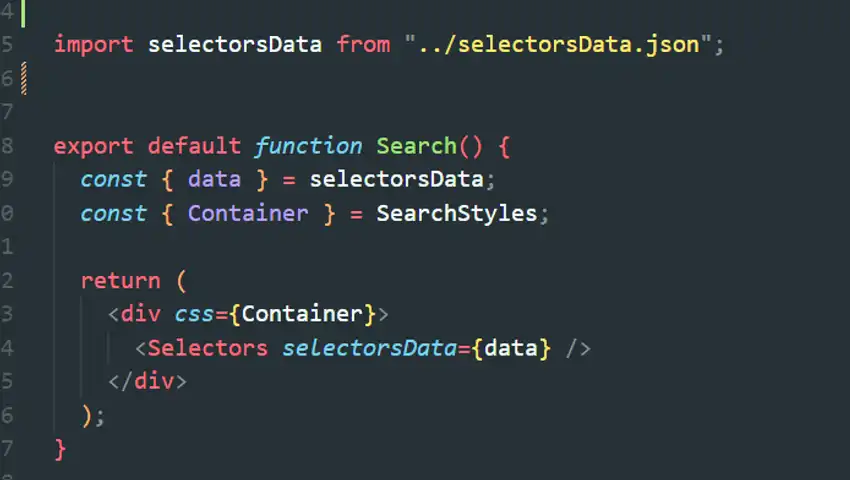 4
5 import selectorsData from "../selectorsData.json";
6
7
8 export default function Search() {
9 const { data } = selectorsData;
0 const { Container } = SearchStyles;
1
2 return (
3 <div css={Container}>
4 <Selectors selectorsData={data} />
5 </div>
6 );
7 }